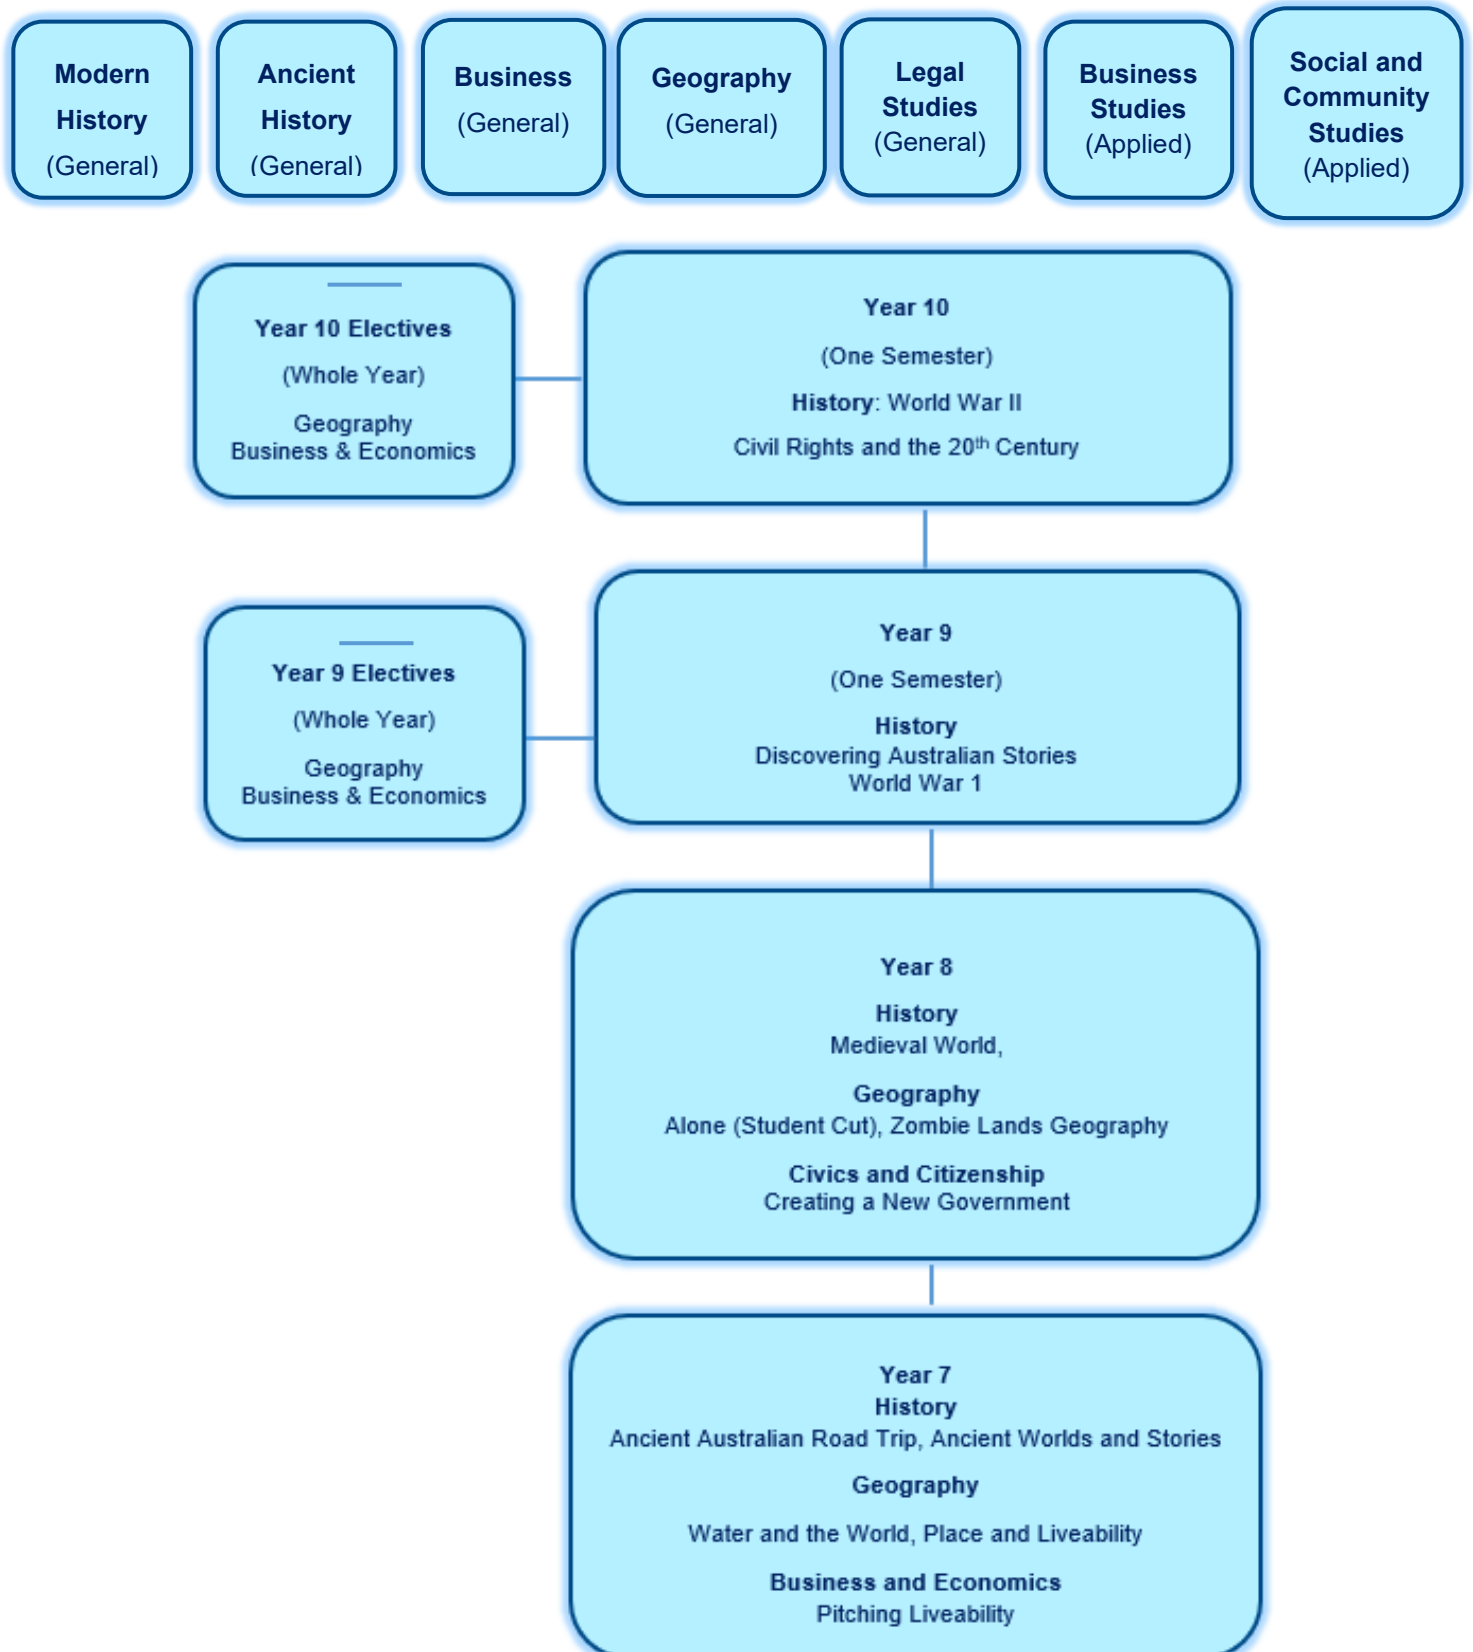 Modern
History
(General)
Ancient
History
(General)
Business
(General)
Geography
(General)
Legal
Studies
(General)
Business
Studies
(Applied)
Social and
Community
Studies
(Applied)
Year 10 Electives
(Whole Year)
Geography
Business & Economics
Year 10
(One Semester)
History: World War II
Civil Rights and the 20th Century
Year 9 Electives
(Whole Year)
Geography
Business & Economics
Year 9
(One Semester)
History
Discovering Australian Stories
World War 1
Year 8
History
Medieval World,
Geography
Alone (Student Cut), Zombie Lands Geography
Civics and Citizenship
Creating a New Government
Year 7
History
Ancient Australian Road Trip, Ancient Worlds and Stories
Geography
Water and the World, Place and Liveability
Business and Economics
Pitching Liveability